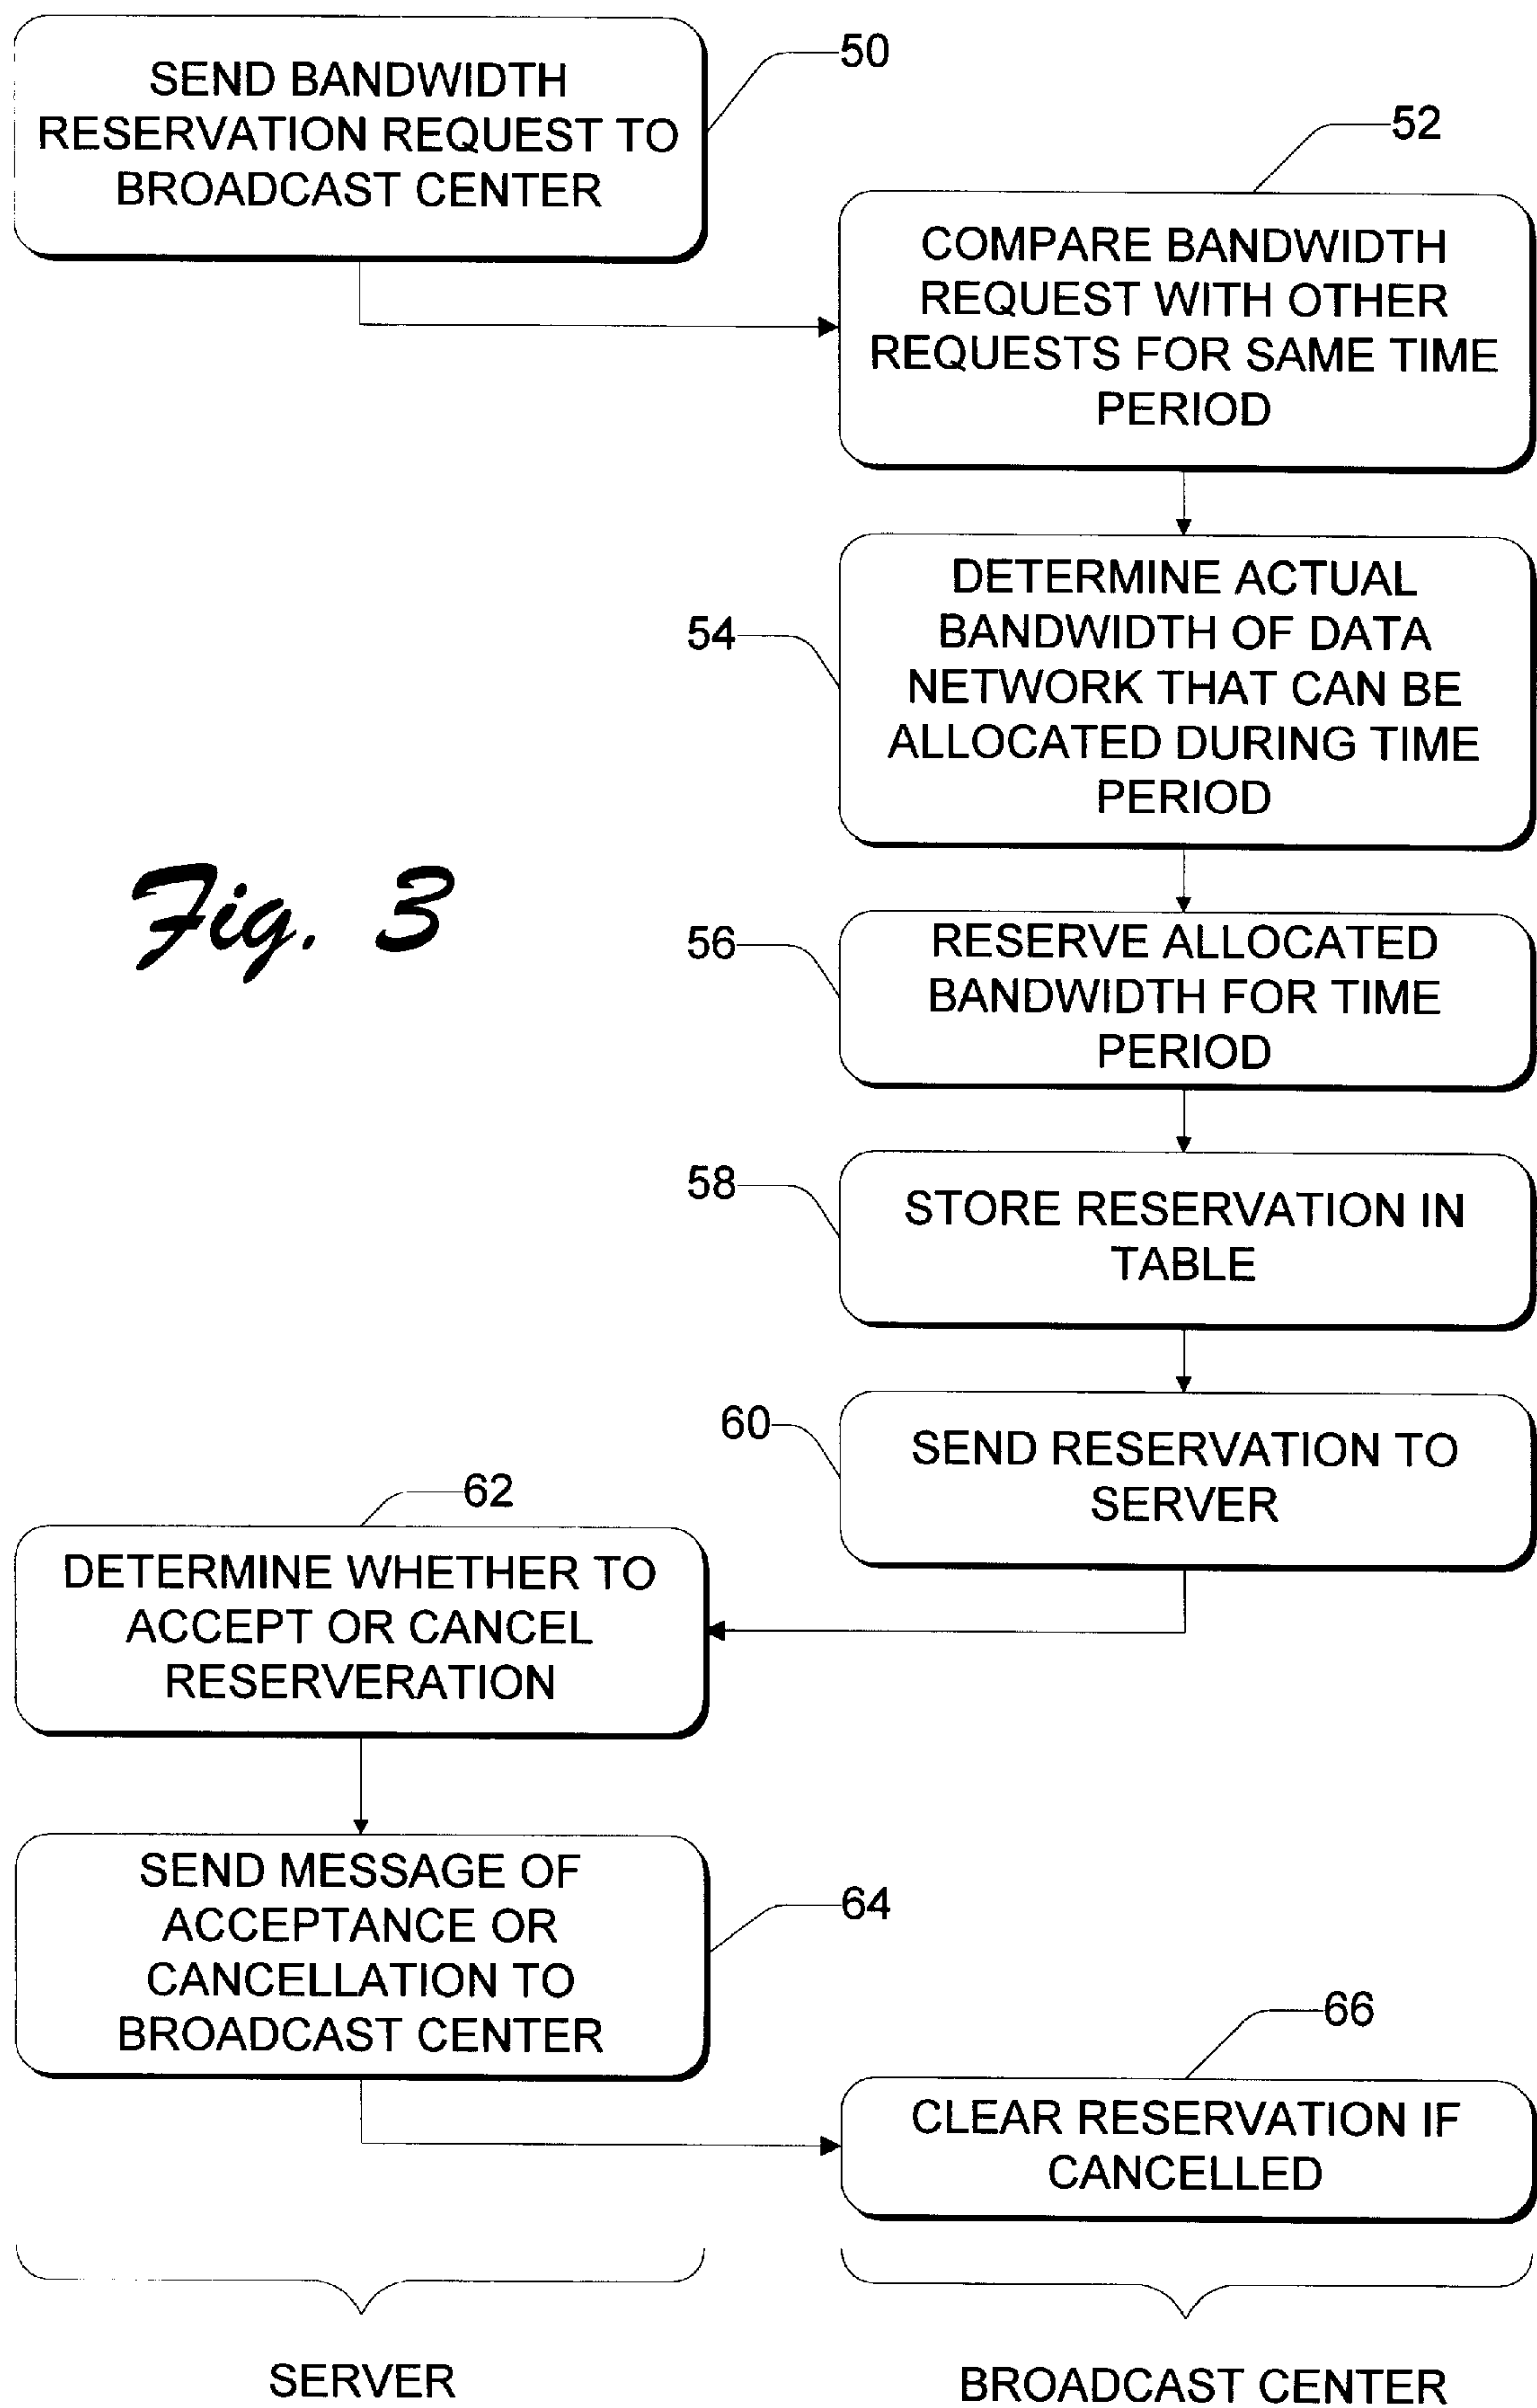 50
SEND BANDWIDTH
RESERVATION REQUEST TO
BROADCAST CENTER
52
COMPARE BANDWIDTH
REQUEST WITH OTHER
REQUESTS FOR SAME TIME
PERIOD
54
DETERMINE ACTUAL
BANDWIDTH OF DATA
NETWORK THAT CAN BE
ALLOCATED DURING TIME
PERIOD
Fig. 3
56
RESERVE ALLOCATED
BANDWIDTH FOR TIME
PERIOD
58
STORE RESERVATION IN
TABLE
60
SEND RESERVATION TO
SERVER
62
DETERMINE WHETHER TO
ACCEPT OR CANCEL
RESERVERATION
64
SEND MESSAGE OF
ACCEPTANCE OR
CANCELLATION TO
BROADCAST CENTER
66
CLEAR RESERVATION IF
CANCELLED
SERVER
BROADCAST CENTER